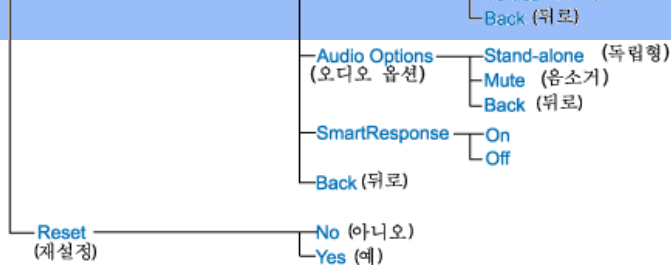 Back (뒤로)
Audio Options Stand-alone (독립형)
(오디오 옵션)
Mute (음소거)
Back (뒤로)
SmartResponse On
Off
Back (뒤로)
Reset No (아니오)
(재설정)
Yes (예)